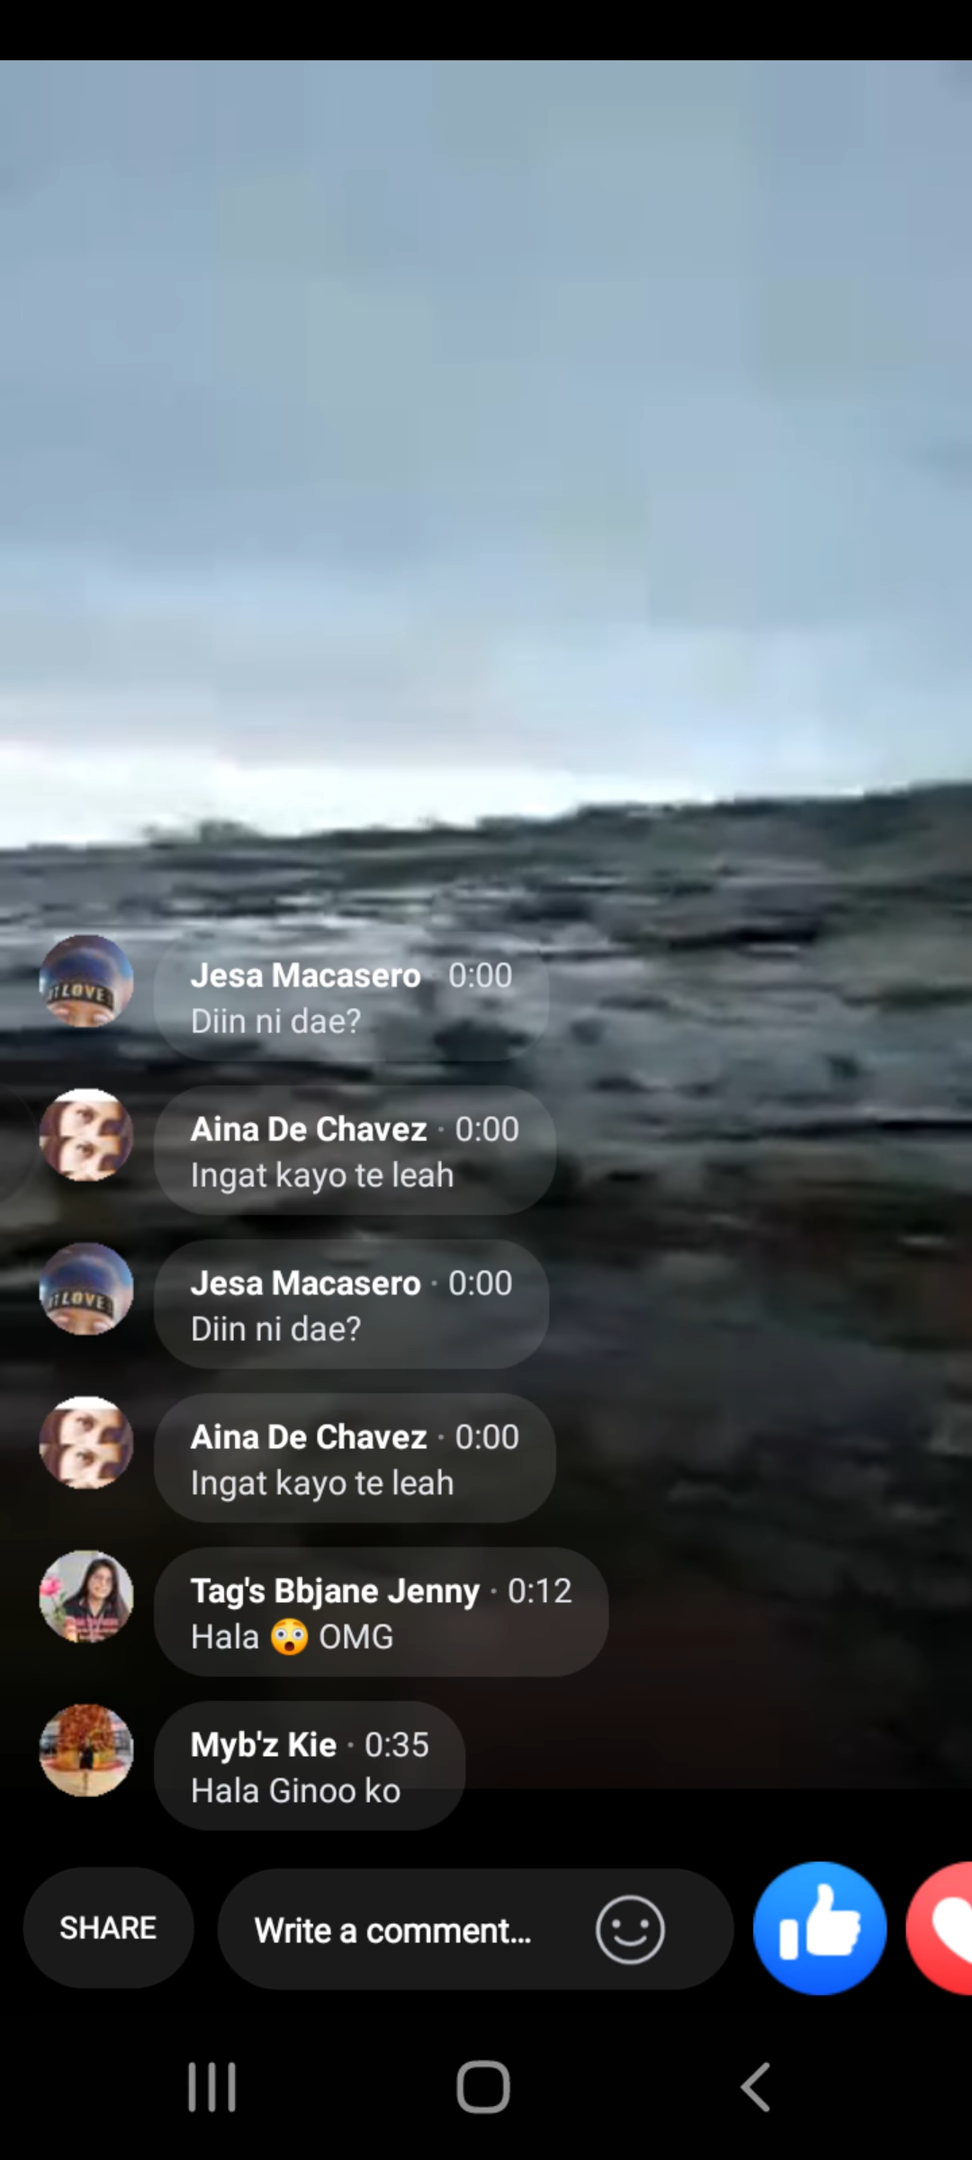 Jesa Macasero · 0:00
Diin ni dae?
Aina De Chavez · 0:00
Ingat kayo te leah
Jesa Macasero · 0:00
Diin ni dae?
Aina De Chavez · 0:00
Ingat kayo te leah
Tag's Bbjane Jenny · 0:12
Hala 😲 OMG
Myb'z Kie · 0:35
Hala Ginoo ko
SHARE
Write a comment...